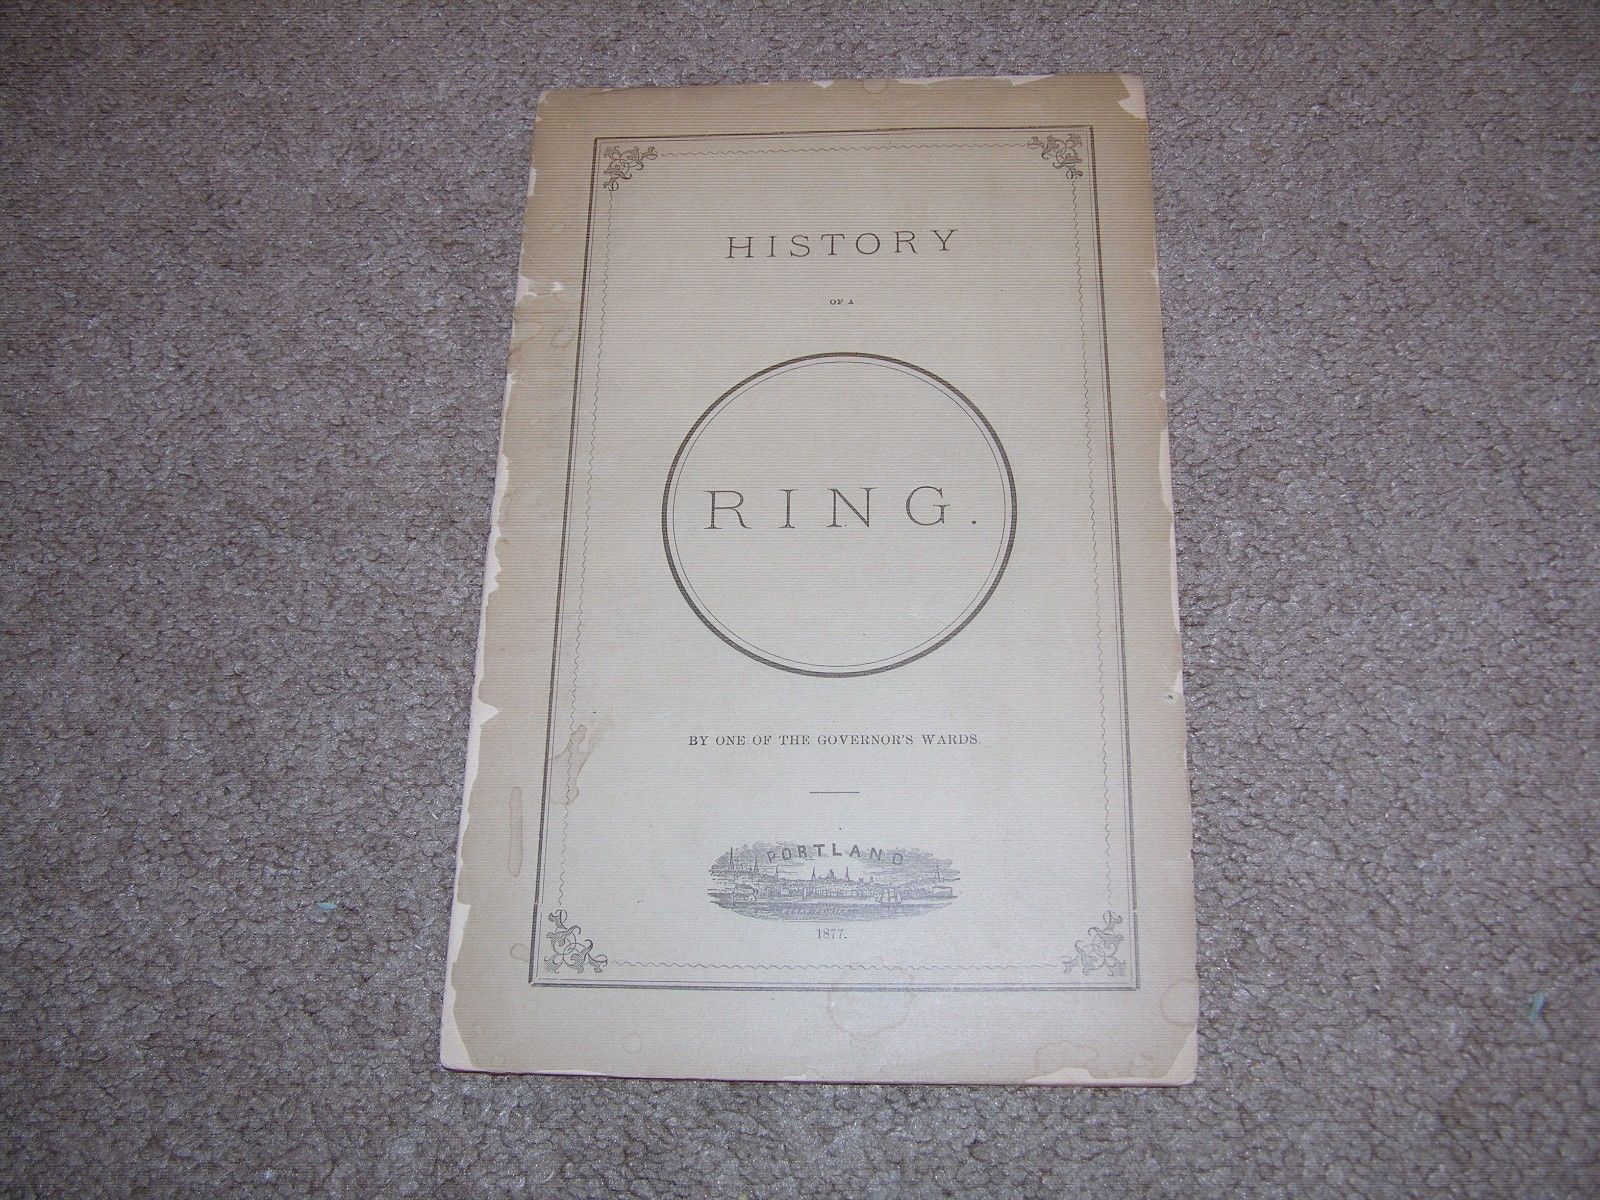 HISTORY
OF A
RING.
BY ONE OF THE GOVERNOR'S WARDS.
PORTLAND
1877.